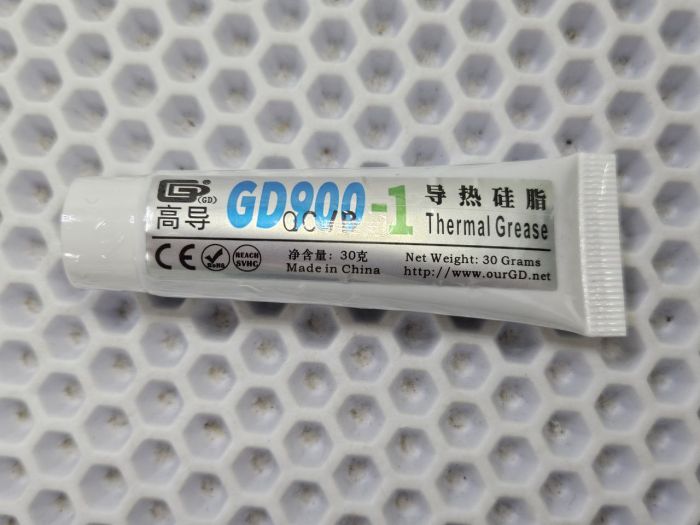 GD (GD)
高导
GD900-1
导热硅脂
Thermal Grease
CE RoHS REACH SVHC
净含量: 30克
Made in China
Net Weight: 30 Grams
http://www.ourGD.net